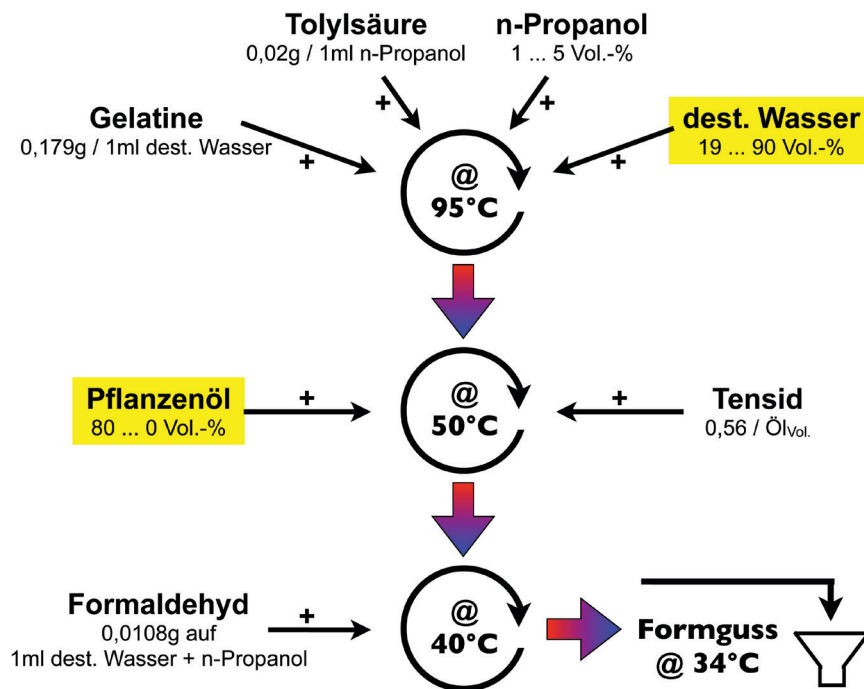 Tolylsäure
0,02g / 1ml n-Propanol
n-Propanol
1 ... 5 Vol.-%
+
+
Gelatine
0,179g / 1ml dest. Wasser
+
dest. Wasser
19 ... 90 Vol.-%
+
@
95°C
Pflanzenöl
80 ... 0 Vol.-%
+
@
50°C
+
Tensid
0,56 / ÖlVol.
Formaldehyd
0,0108g auf
1ml dest. Wasser + n-Propanol
+
@
40°C
Formguss
@ 34°C